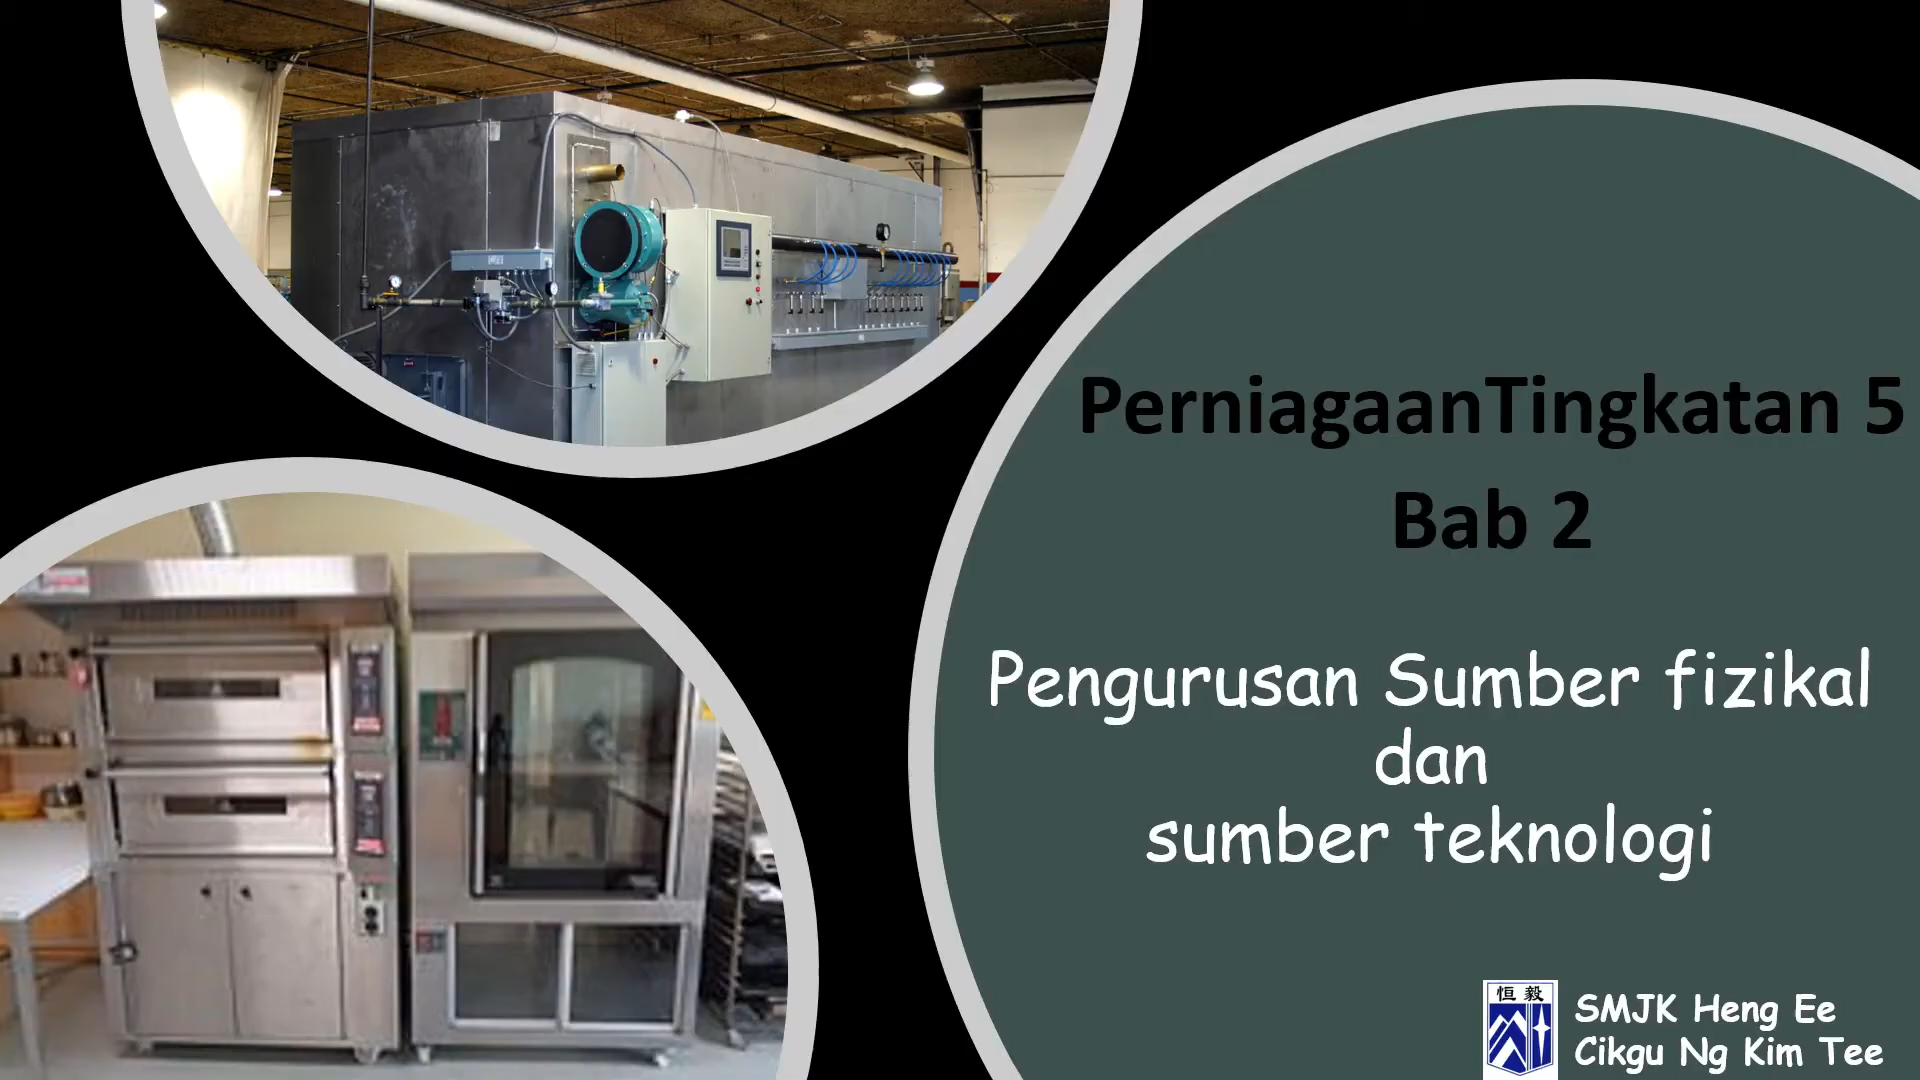 PerniagaanTingkatan 5
Bab 2
Pengurusan Sumber fizikal
dan
sumber teknologi
恒毅
SMJK Heng Ee
Cikgu Ng Kim Tee